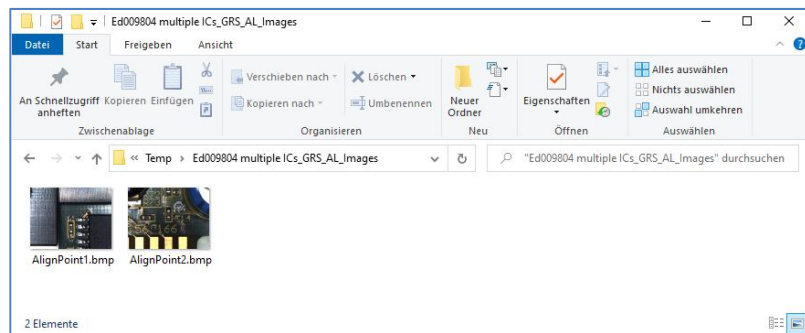 Ed009804 multiple ICs_GRS_AL_Images
Datei Start Freigeben Ansicht
An Schnellzugriff anheften
Kopieren
Einfügen
Zwischenablage
Verschieben nach
Kopieren nach
Löschen
Umbenennen
Organisieren
Neuer Ordner
Neu
Eigenschaften
Öffnen
Alles auswählen
Nichts auswählen
Auswahl umkehren
Auswählen
« Temp › Ed009804 multiple ICs_GRS_AL_Images
"Ed009804 multiple ICs_GRS_AL_Images" durchsuchen
AlignPoint1.bmp
AlignPoint2.bmp
2 Elemente